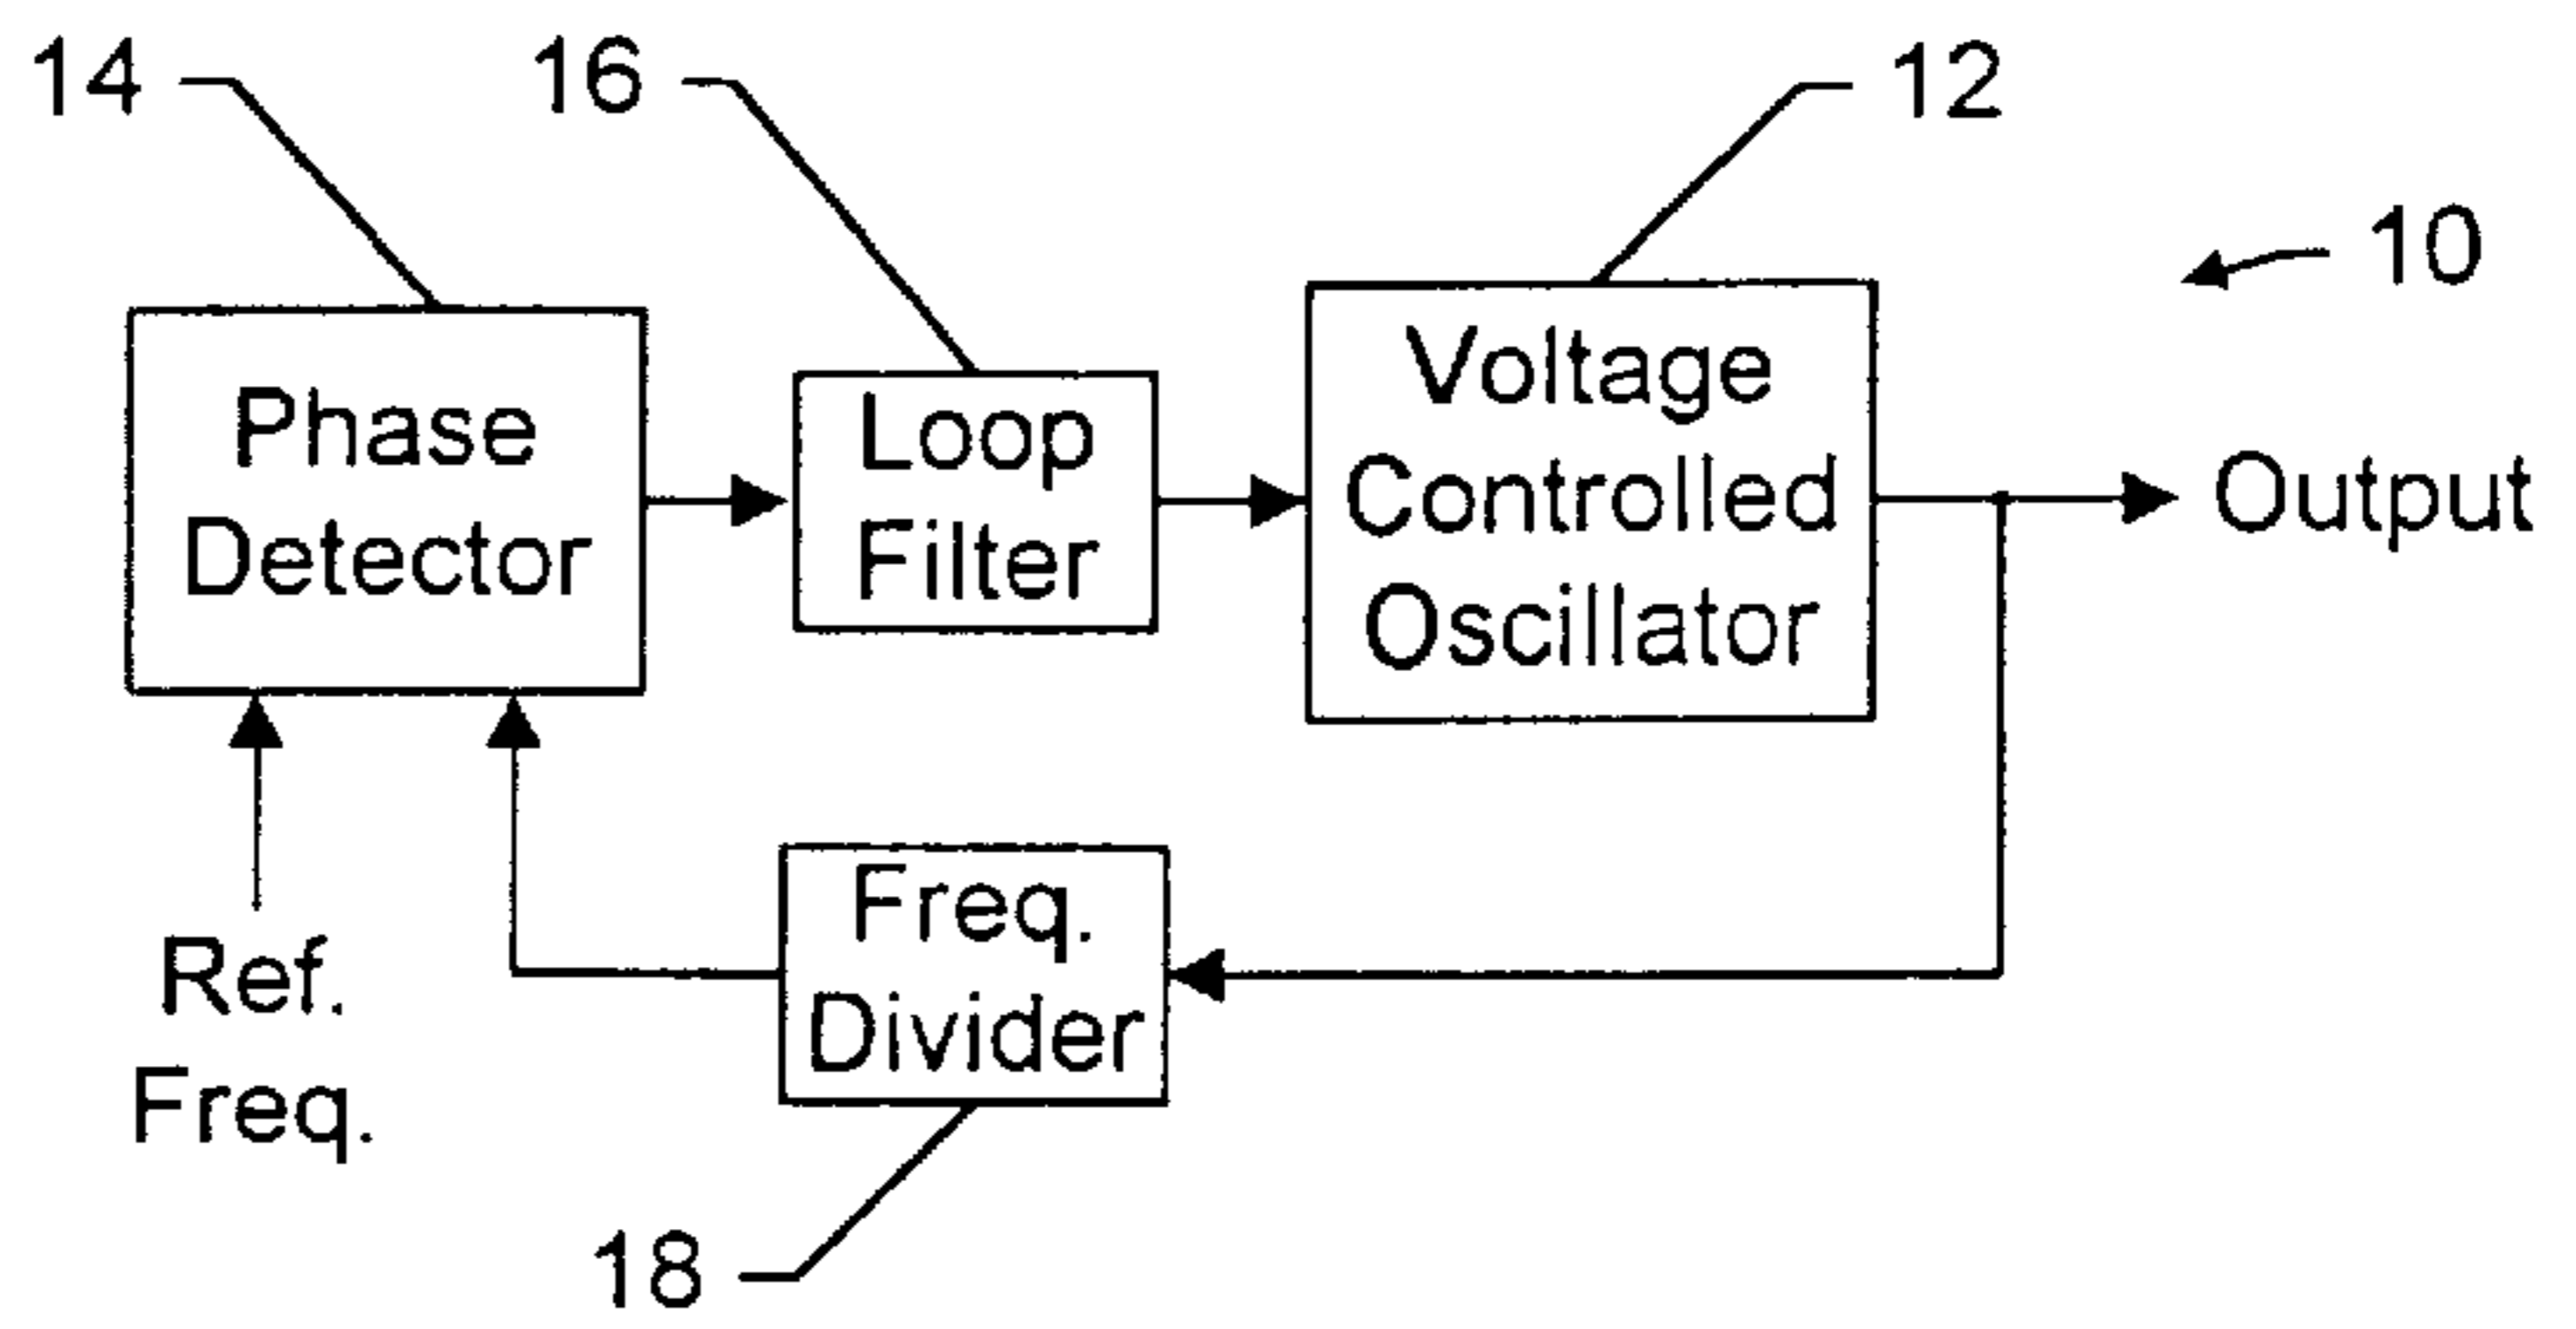 14
16
12
10
Phase
Detector
Loop
Filter
Voltage
Controlled
Oscillator
Output
Ref.
Freq.
Freq.
Divider
18